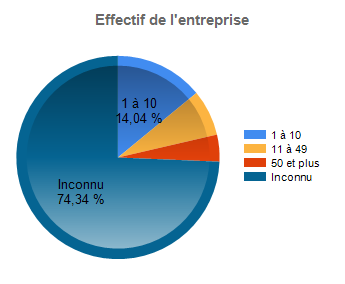 Effectif de l'entreprise
1 à 10
14,04 %
Inconnu
74,34 %
1 à 10
11 à 49
50 et plus
Inconnu